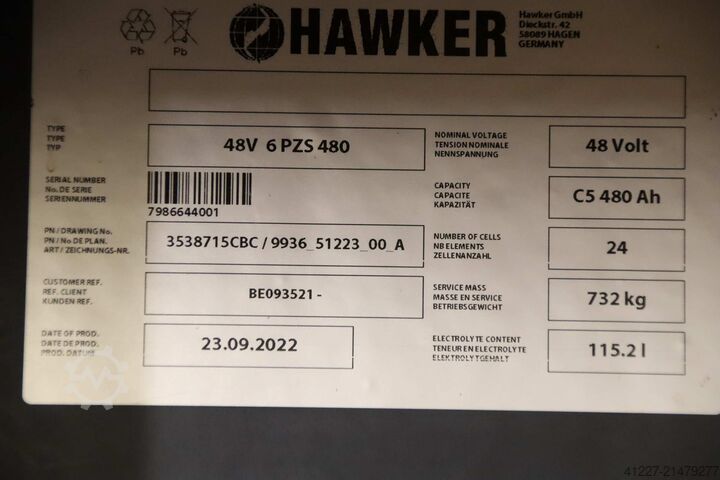 Pb Pb
HAWKER
Hawker GmbH
Dieckstr. 42
58089 HAGEN
GERMANY
TYPE
TYPE
TYP
48V 6 PZS 480
NOMINAL VOLTAGE
TENSION NOMINALE
NENNSPANNUNG
48 Volt
SERIAL NUMBER
No. DE SERIE
SERIENNUMMER
7986644001
CAPACITY
CAPACITE
KAPAZITÄT
C5 480 Ah
PN / DRAWING No.
PN / No DE PLAN.
ART / ZEICHNUNGS-NR.
3538715CBC / 9936_51223_00_A
NUMBER OF CELLS
NB ELEMENTS
ZELLENANZAHL
24
CUSTOMER REF.
REF. CLIENT
KUNDEN REF.
BE093521 -
SERVICE MASS
MASSE EN SERVICE
BETRIEBSGEWICHT
732 kg
DATE OF PROD.
DATE DE PROD.
PROD. DATUM
23.09.2022
ELECTROLYTE CONTENT
TENEUR EN ELECTROLYTE
ELEKTROLYTGEHALT
115.2 l
41227-21479277